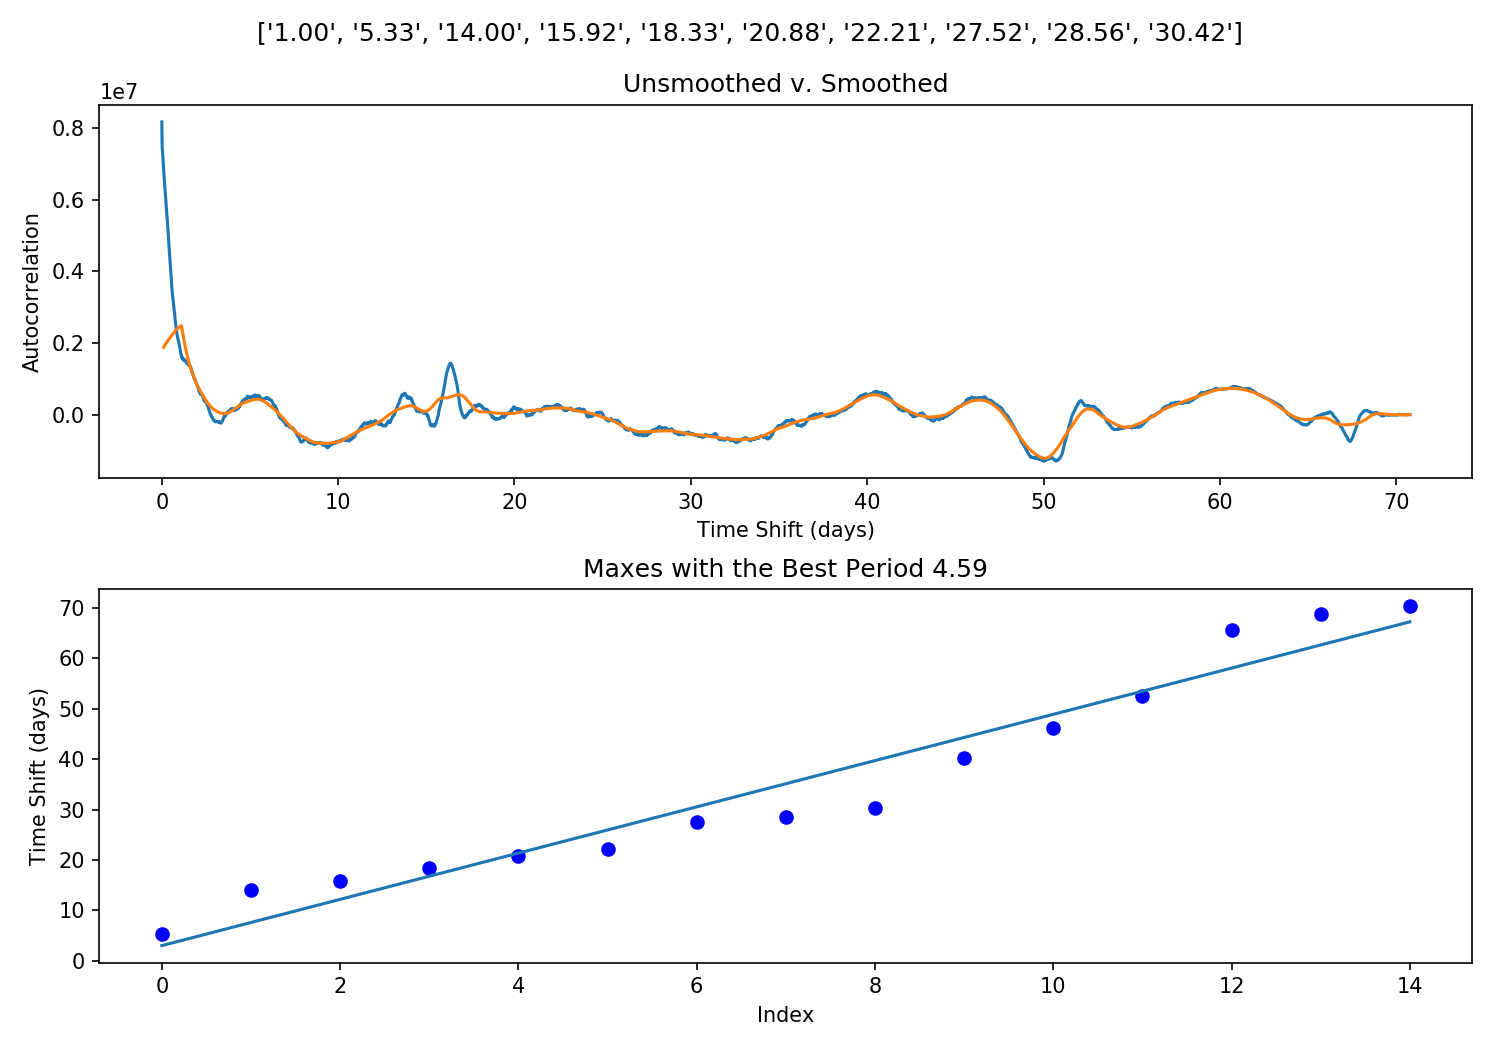 ['1.00', '5.33', '14.00', '15.92', '18.33', '20.88', '22.21', '27.52', '28.56', '30.42']
Unsmoothed v. Smoothed
1e7
0.8
0.6
0.4
0.2
0.0
Autocorrelation
0 10 20 30 40 50 60 70
Time Shift (days)
Maxes with the Best Period 4.59
70
60
50
40
30
20
10
0
Time Shift (days)
0 2 4 6 8 10 12 14
Index